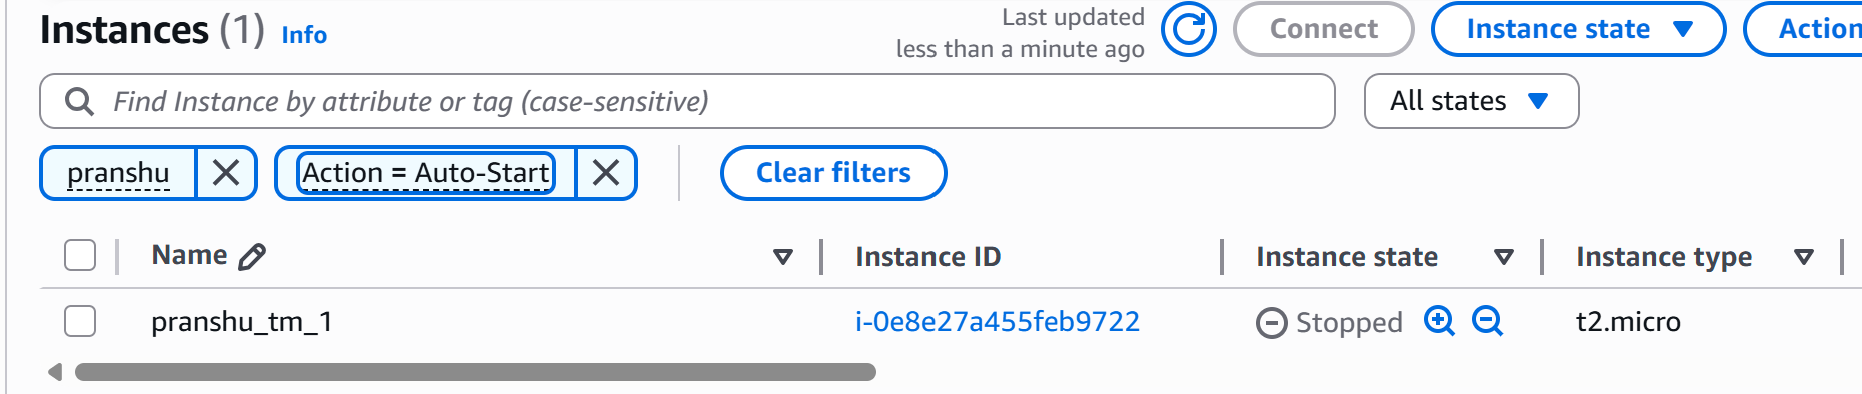 Instances (1) Info
Last updated
less than a minute ago
Connect
Instance state
Action
Find Instance by attribute or tag (case-sensitive)
All states
pranshu
Action = Auto-Start
Clear filters
Name Instance ID Instance state Instance type
pranshu_tm_1 i-0e8e27a455feb9722 Stopped t2.micro